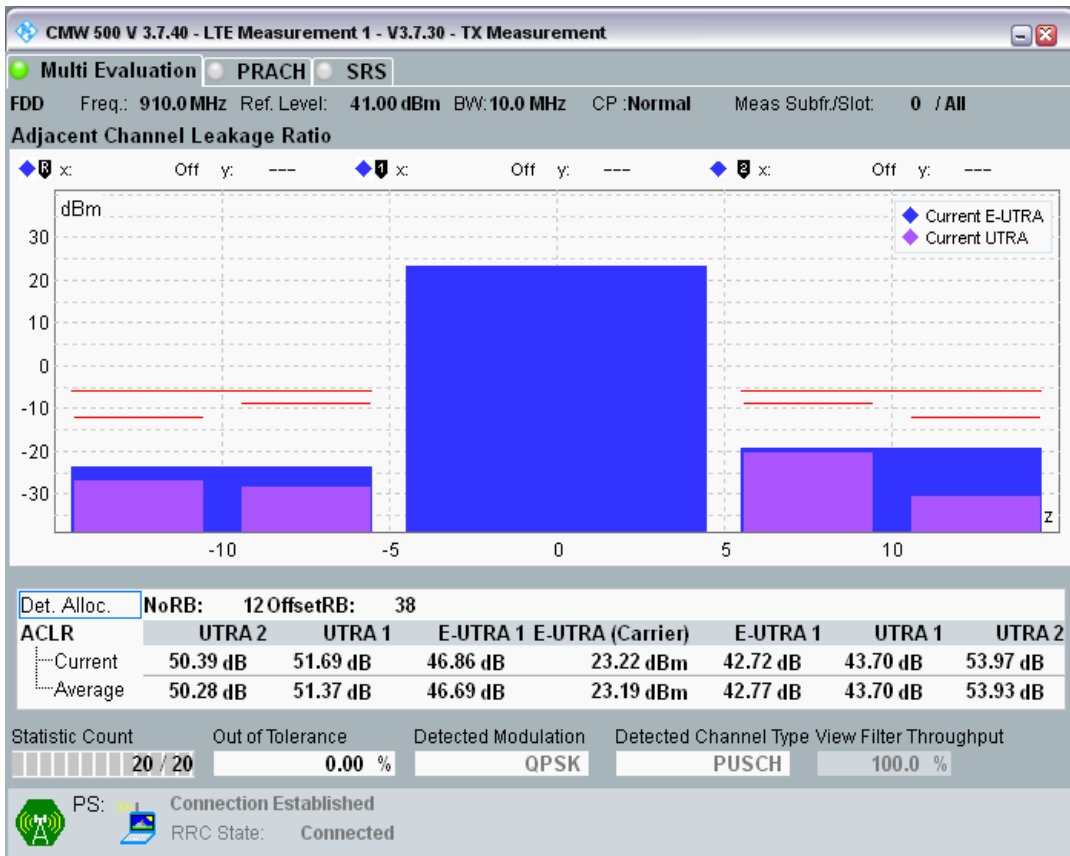 CMW 500 V 3.7.40 - LTE Measurement 1 - V3.7.30 - TX Measurement
Multi Evaluation PRACH SRS
FDD Freq.: 910.0 MHz Ref. Level: 41.00 dBm BW: 10.0 MHz CP : Normal Meas Subfr./Slot: 0 / All
Adjacent Channel Leakage Ratio
R x: Off y: --- 1 x: Off y: --- 2 x: Off y: ---
dBm
Current E-UTRA
Current UTRA
30
20
10
0
-10
-20
-30
z
-10 -5 0 5 10
Det. Alloc. NoRB: 12 OffsetRB: 38
ACLR UTRA 2 UTRA 1 E-UTRA 1 E-UTRA (Carrier) E-UTRA 1 UTRA 1 UTRA 2
Current 50.39 dB 51.69 dB 46.86 dB 23.22 dBm 42.72 dB 43.70 dB 53.97 dB
Average 50.28 dB 51.37 dB 46.69 dB 23.19 dBm 42.77 dB 43.70 dB 53.93 dB
Statistic Count Out of Tolerance Detected Modulation Detected Channel Type View Filter Throughput
20 / 20 0.00 % QPSK PUSCH 100.0 %
PS: Connection Established
RRC State: Connected